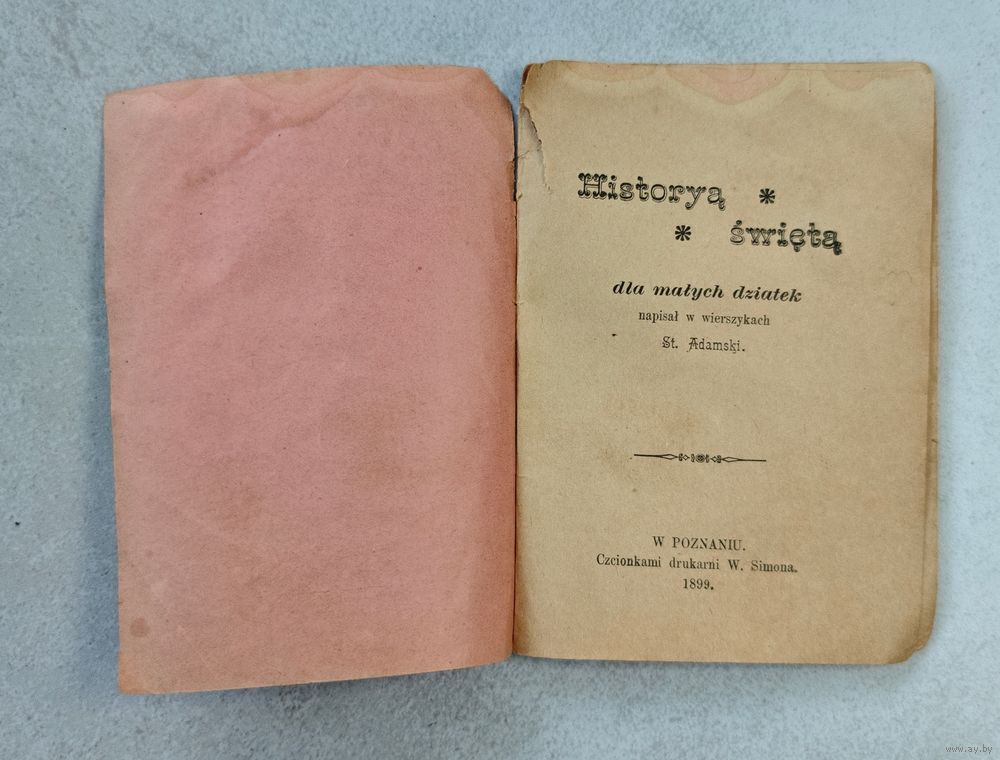 Historyą *
* świętą
dla małych dziatek
napisał w wierszykach
St. Adamski.
W POZNANIU.
Czcionkami drukarni W. Simona.
1899.
www.ay.by